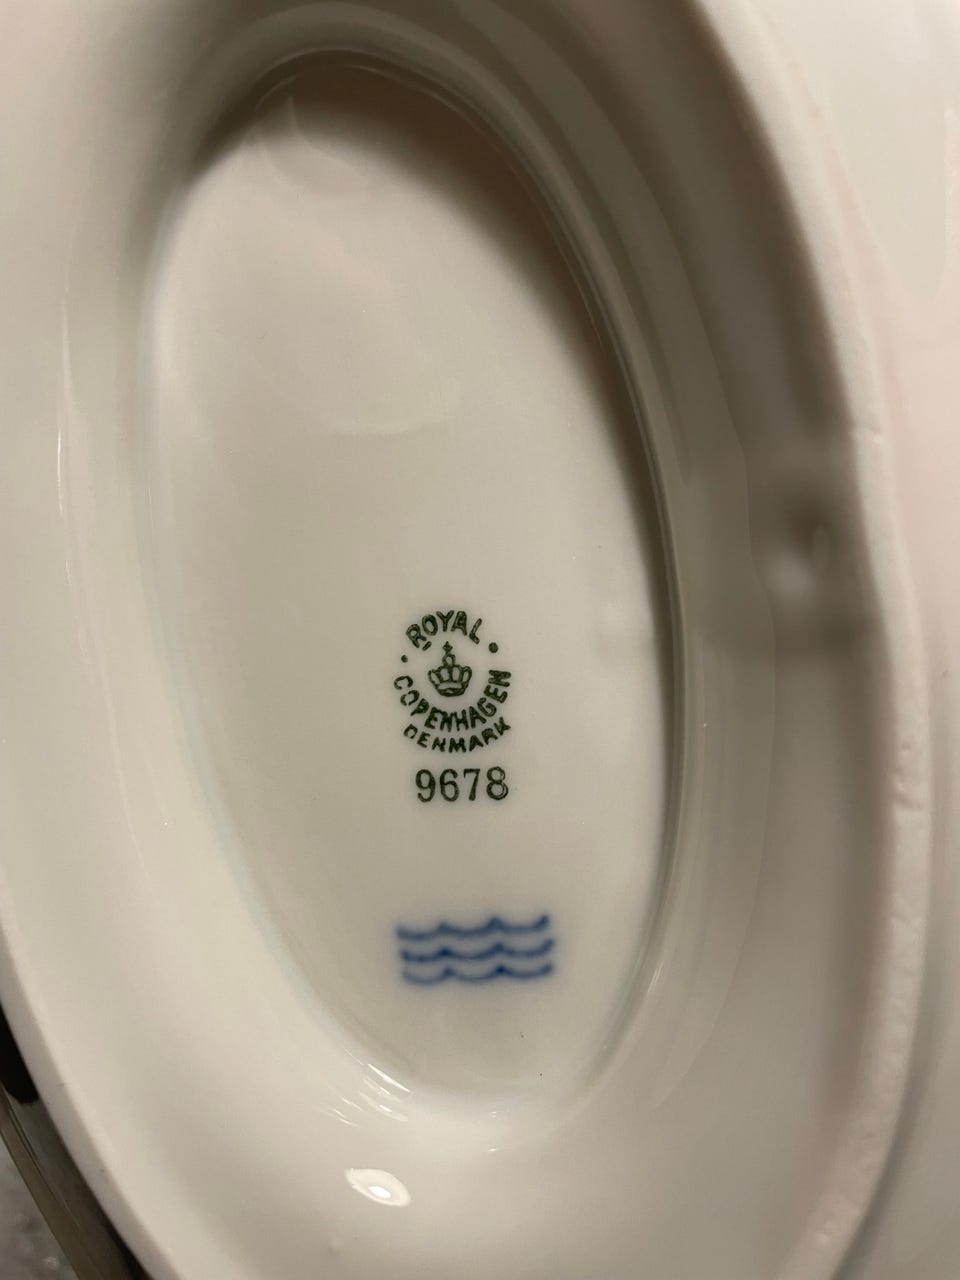 ROYAL
COPENHAGEN
DENMARK
9678